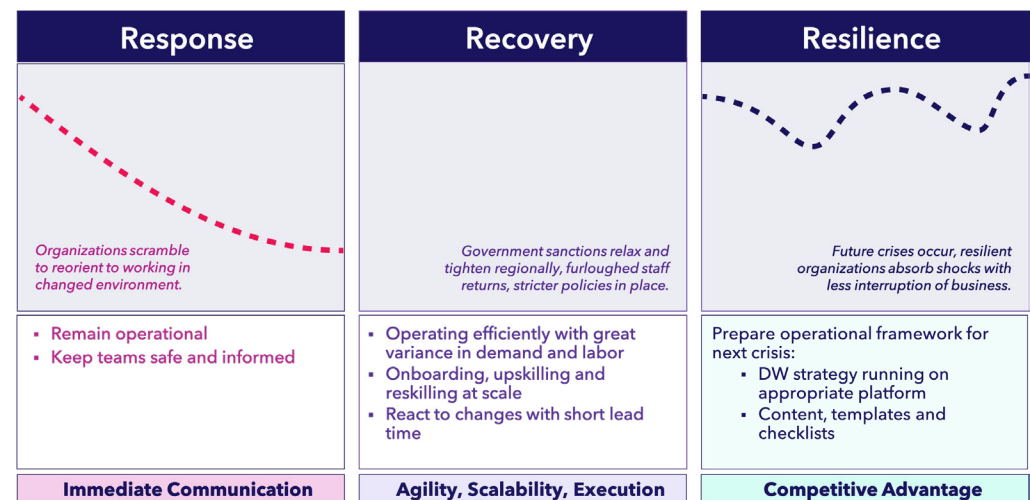 Response
Organizations scramble
to reorient to working in
changed environment.
▪ Remain operational
▪ Keep teams safe and informed
Immediate Communication
Recovery
Government sanctions relax and
tighten regionally, furloughed staff
returns, stricter policies in place.
▪ Operating efficiently with great
variance in demand and labor
▪ Onboarding, upskilling and
reskilling at scale
▪ React to changes with short lead
time
Agility, Scalability, Execution
Resilience
Future crises occur, resilient
organizations absorb shocks with
less interruption of business.
Prepare operational framework for
next crisis:
▪ DW strategy running on
appropriate platform
▪ Content, templates and
checklists
Competitive Advantage